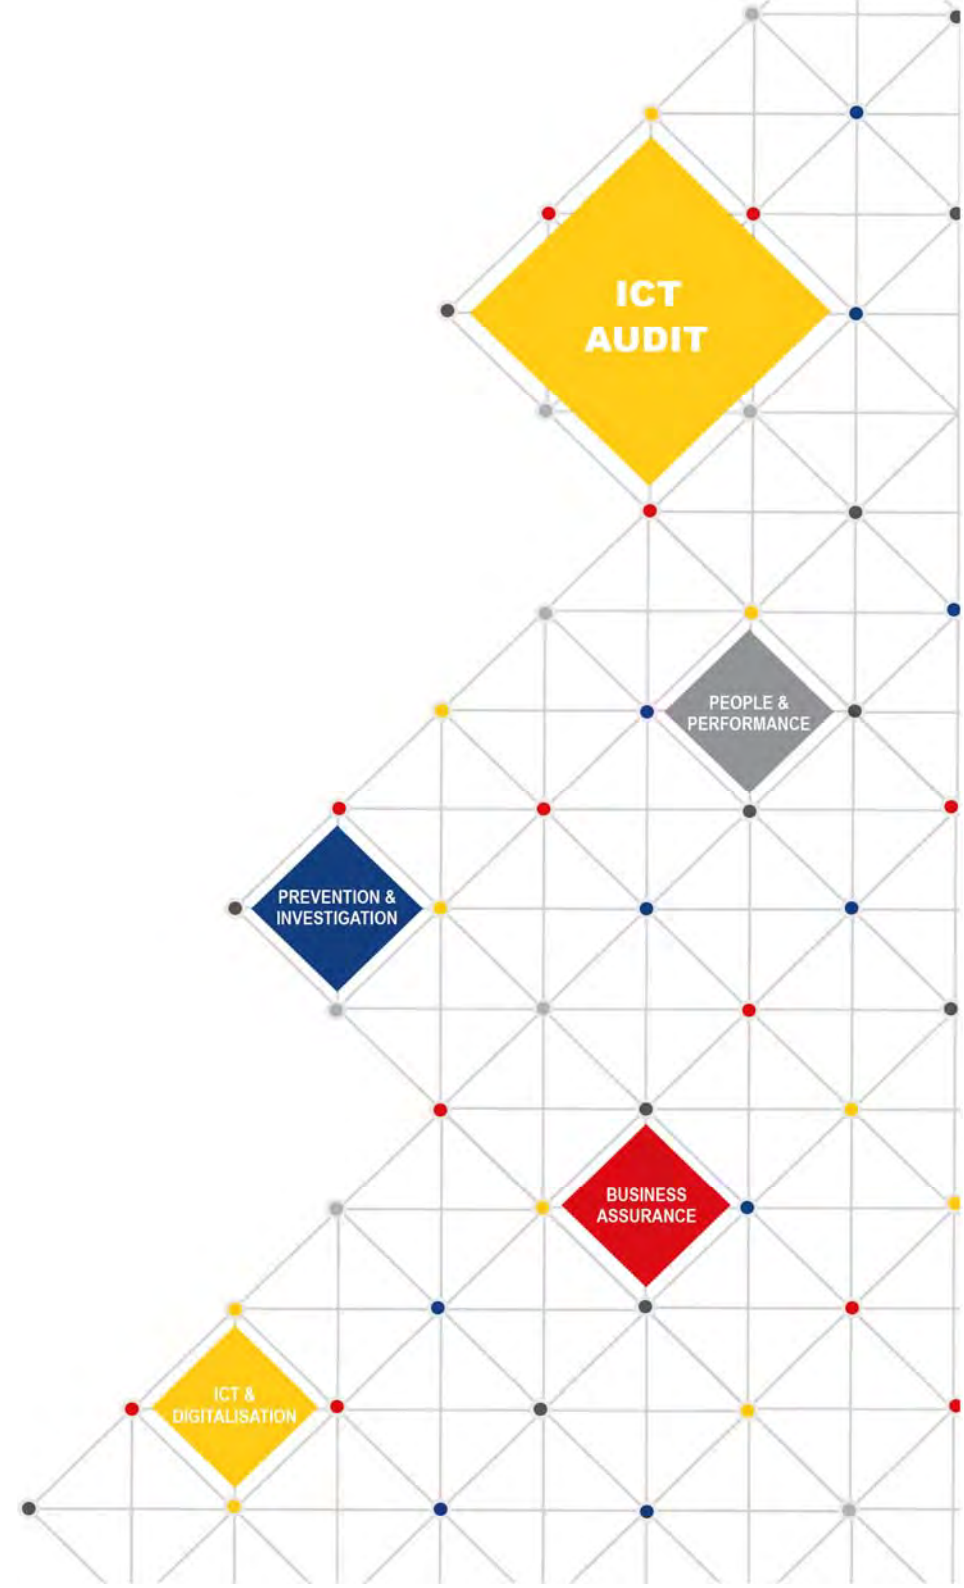 ICT
AUDIT
PEOPLE &
PERFORMANCE
PREVENTION &
INVESTIGATION
BUSINESS
ASSURANCE
ICT &
DIGITALISATION